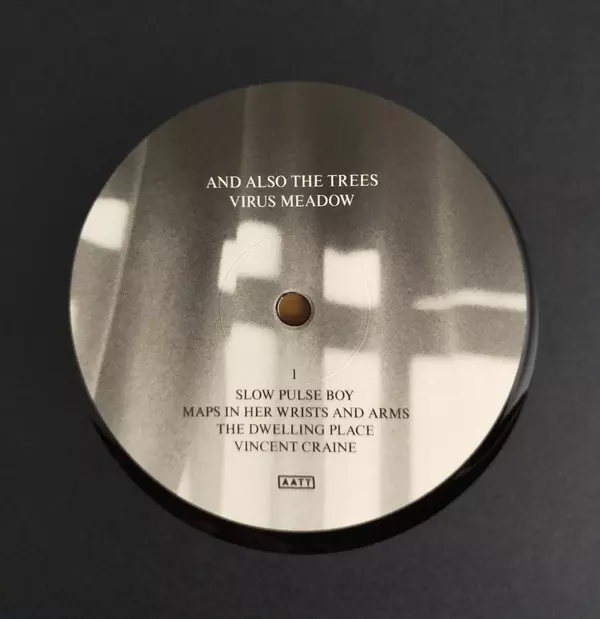 AND ALSO THE TREES
VIRUS MEADOW
1
SLOW PULSE BOY
MAPS IN HER WRISTS AND ARMS
THE DWELLING PLACE
VINCENT CRAINE
AATT